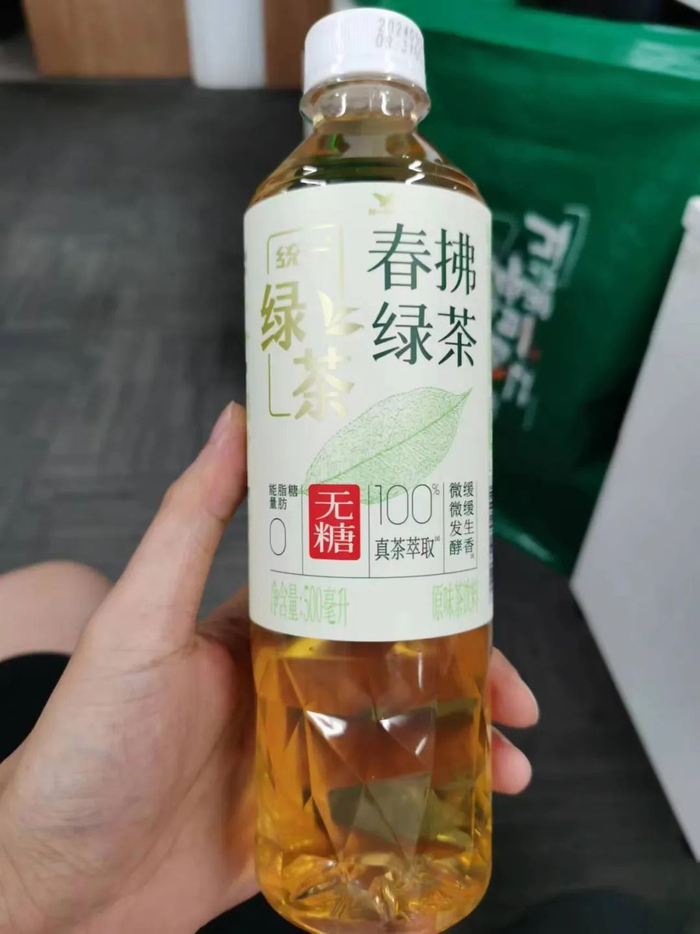 统
绿
茶
春拂
绿茶
能量
脂肪
糖
0
无
糖
100%
真茶萃取
微微发酵
缓缓生香
净含量:500毫升
原味茶饮料